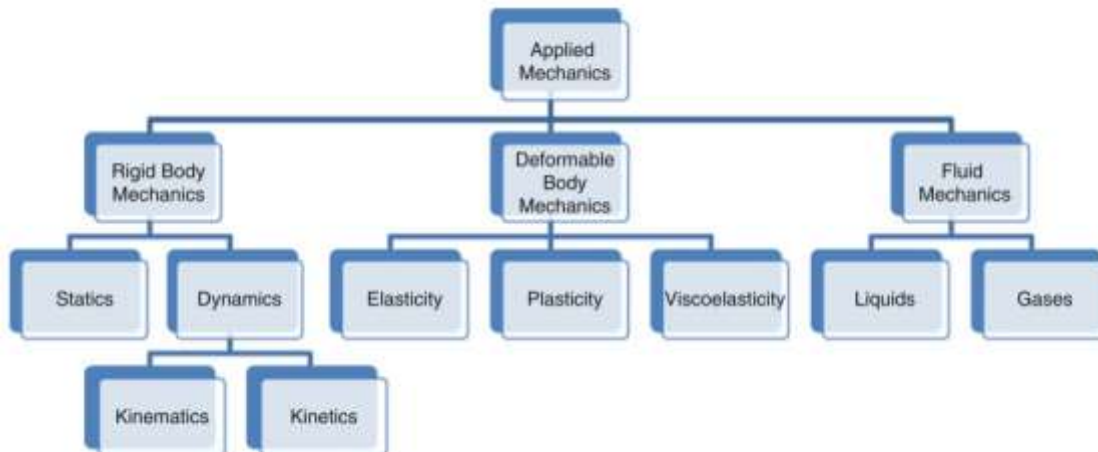 Applied
Mechanics
Rigid Body
Mechanics
Deformable
Body
Mechanics
Fluid
Mechanics
Statics
Dynamics
Elasticity
Plasticity
Viscoelasticity
Liquids
Gases
Kinematics
Kinetics